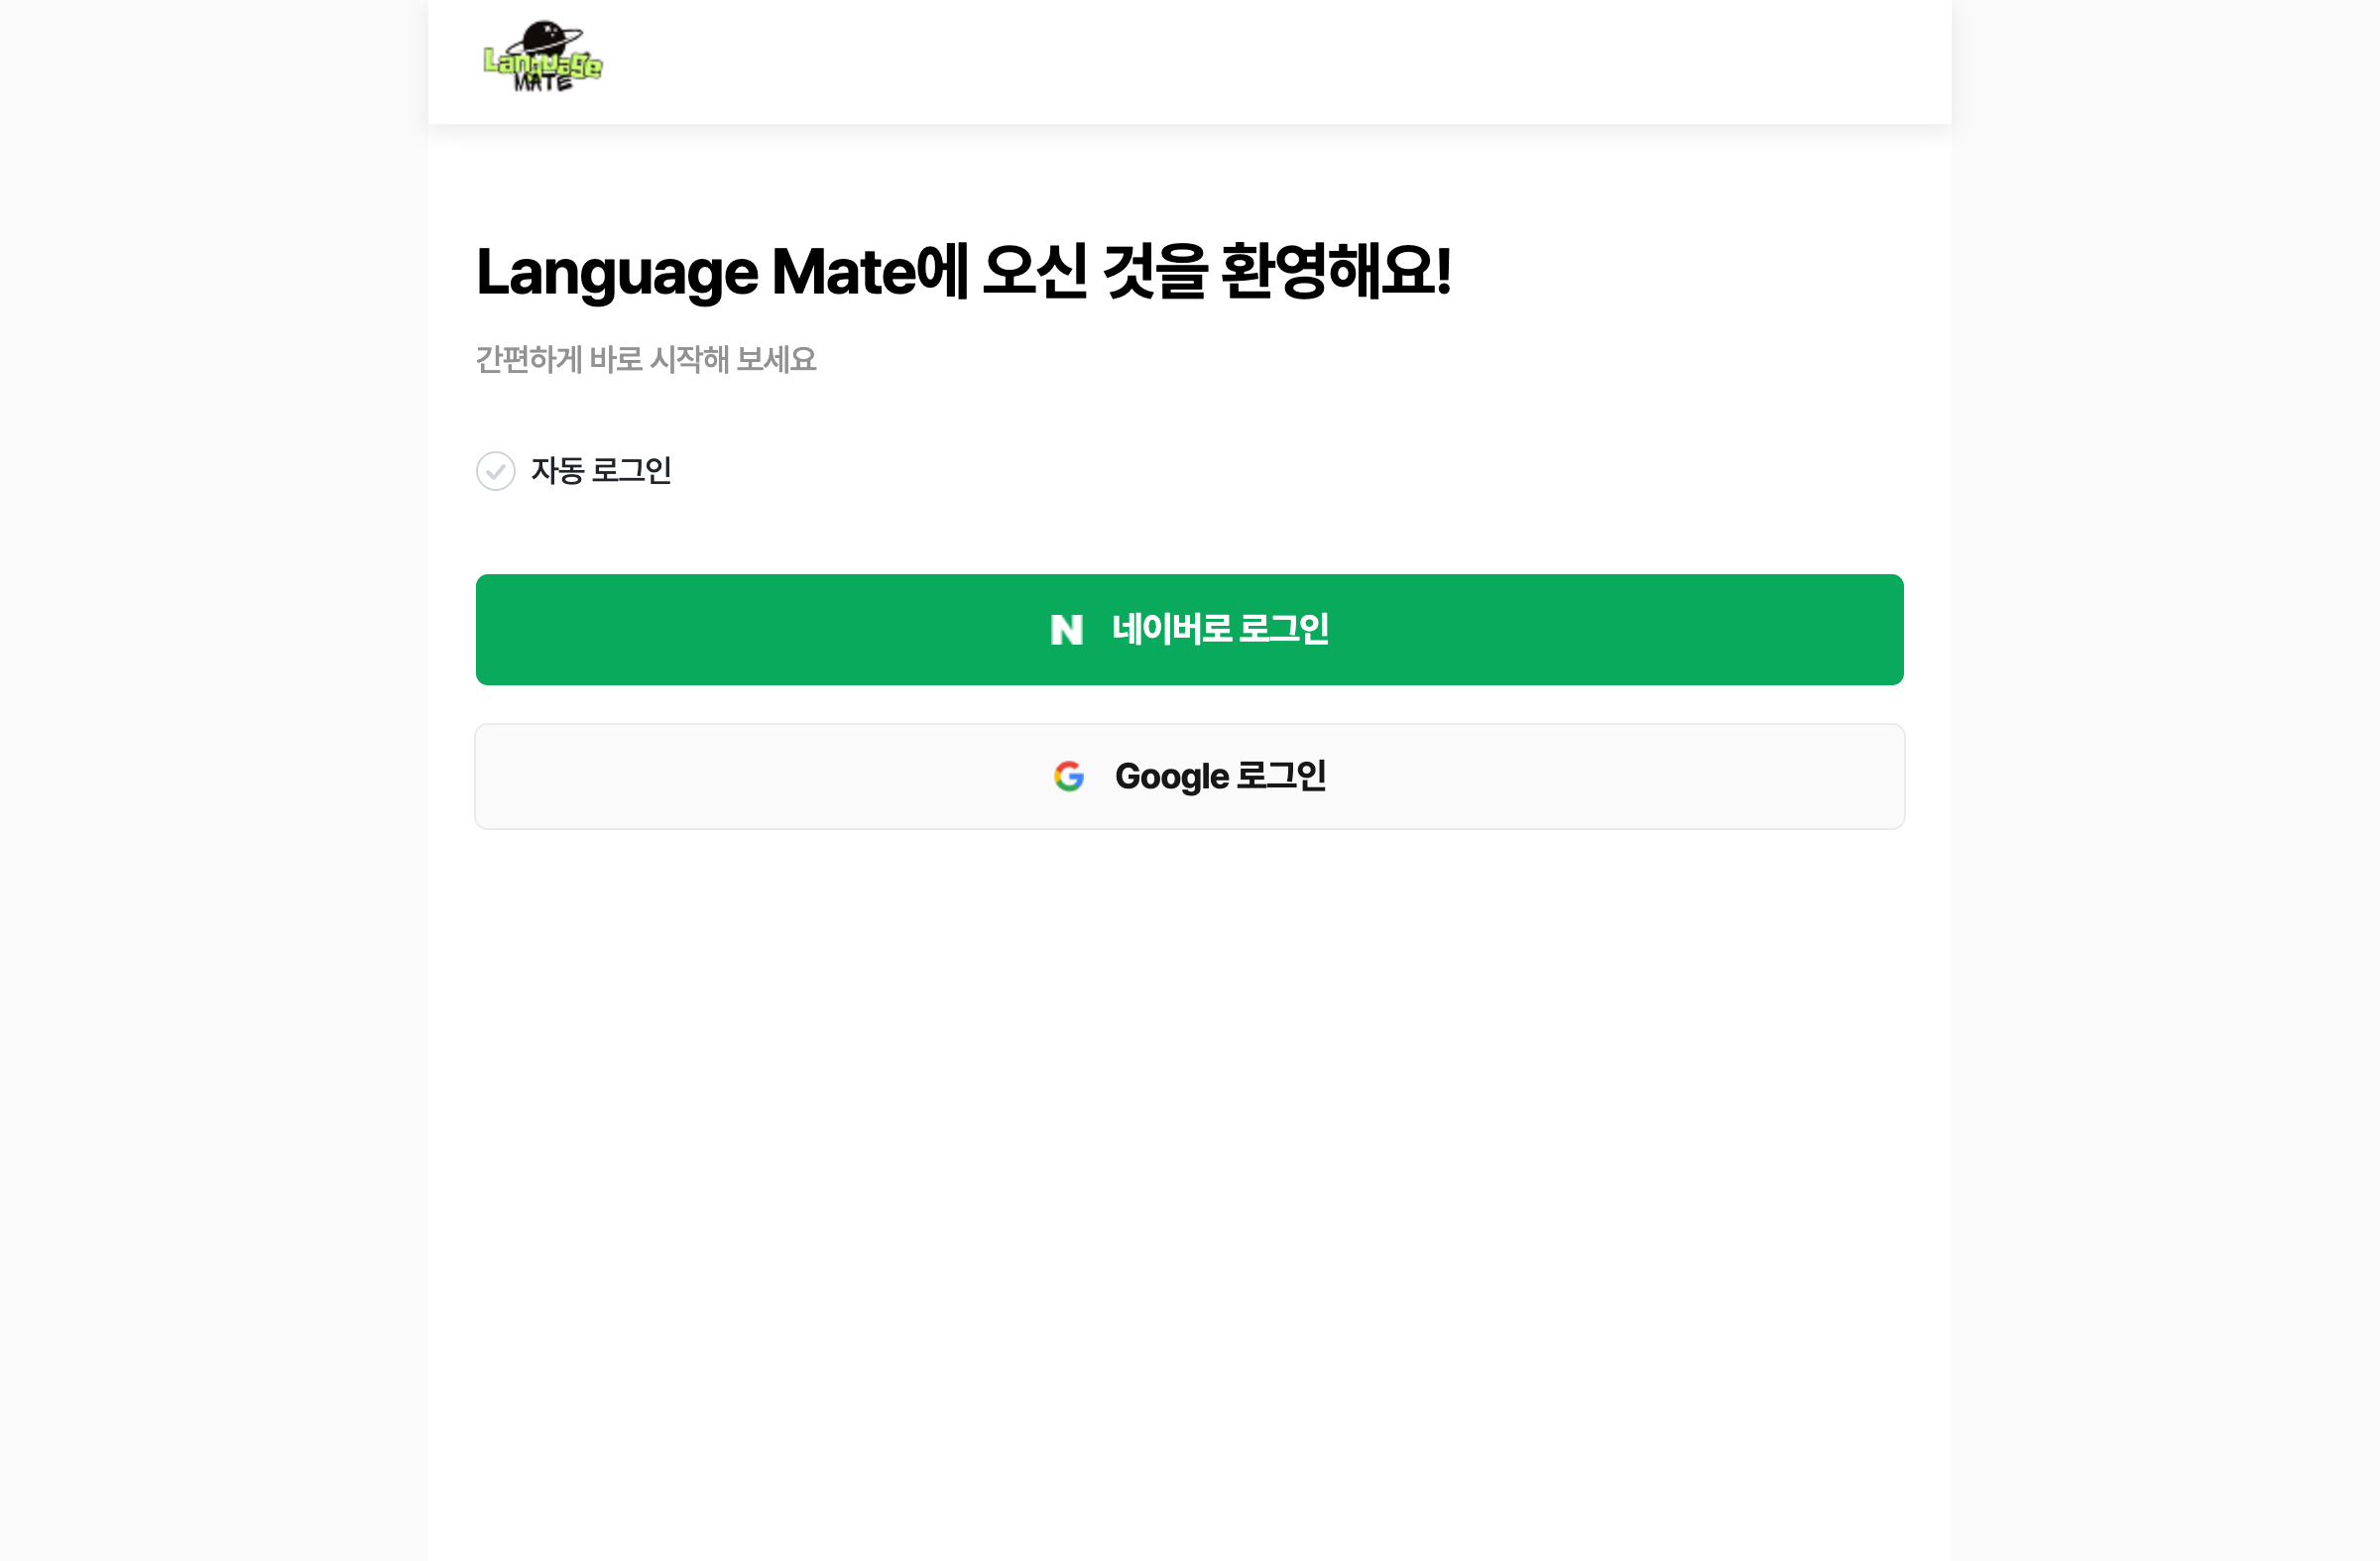 Language
MATE
Language Mate에 오신 것을 환영해요!
간편하게 바로 시작해 보세요
자동 로그인
N 네이버로 로그인
G Google 로그인